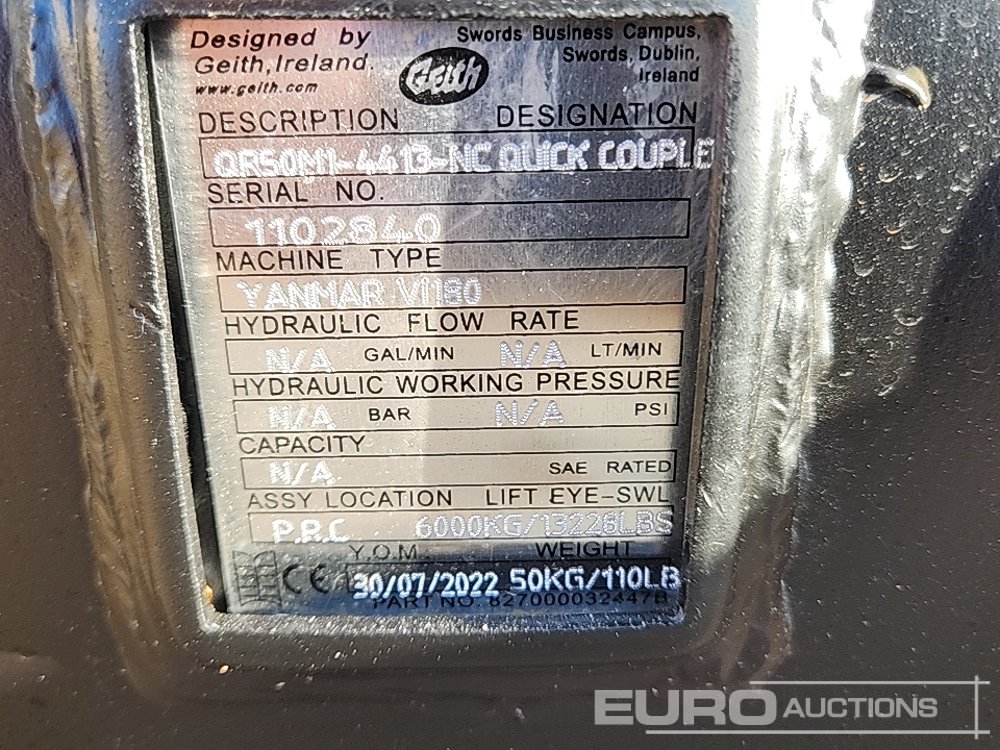 Designed by
Geith, Ireland.
www.geith.com
Geith
Swords Business Campus,
Swords, Dublin,
Ireland
DESCRIPTION DESIGNATION
QR50M1-4413-NC QUICK COUPLE
SERIAL NO.
1102840
MACHINE TYPE
YANMAR VI180
HYDRAULIC FLOW RATE
N/A GAL/MIN N/A LT/MIN
HYDRAULIC WORKING PRESSURE
N/A BAR N/A PSI
CAPACITY
N/A SAE RATED
ASSY LOCATION LIFT EYE-SWL
P.R.C 6000KG/13228LBS
Y.O.M. WEIGHT
CE 30/07/2022 50KG/110LB
PART NO. 827000032447B
EURO AUCTIONS